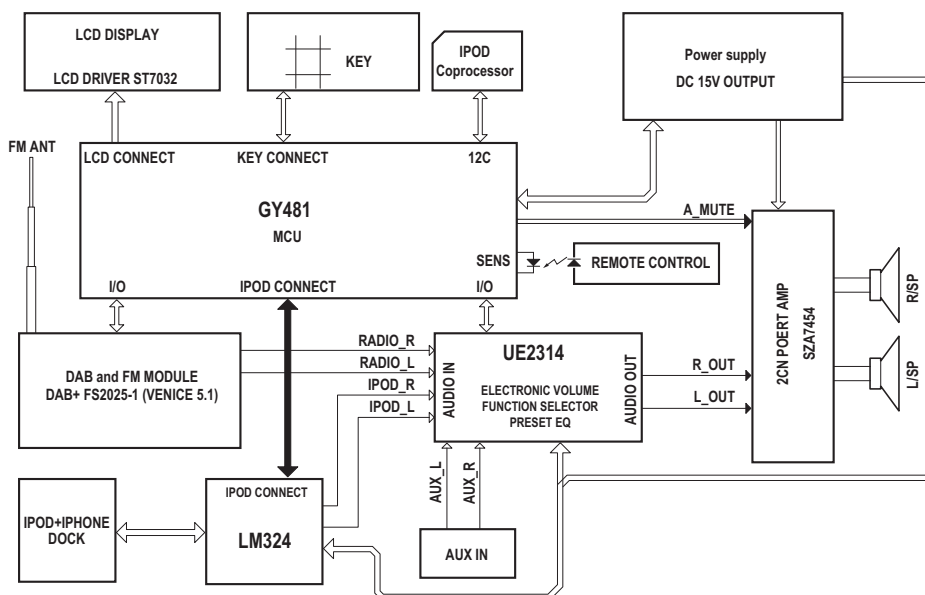 LCD DISPLAY
LCD DRIVER ST7032
KEY
IPOD
Coprocessor
Power supply
DC 15V OUTPUT
FM ANT
LCD CONNECT
KEY CONNECT
12C
GY481
MCU
A_MUTE
SENS
REMOTE CONTROL
I/O
IPOD CONNECT
I/O
2CN POERT AMP
SZA7454
R/SP
L/SP
DAB and FM MODULE
DAB+ FS2025-1 (VENICE 5.1)
RADIO_R
RADIO_L
IPOD_R
IPOD_L
AUDIO IN
UE2314
ELECTRONIC VOLUME
FUNCTION SELECTOR
PRESET EQ
AUDIO OUT
R_OUT
L_OUT
AUX_L
AUX_R
IPOD CONNECT
LM324
IPOD+IPHONE
DOCK
AUX IN